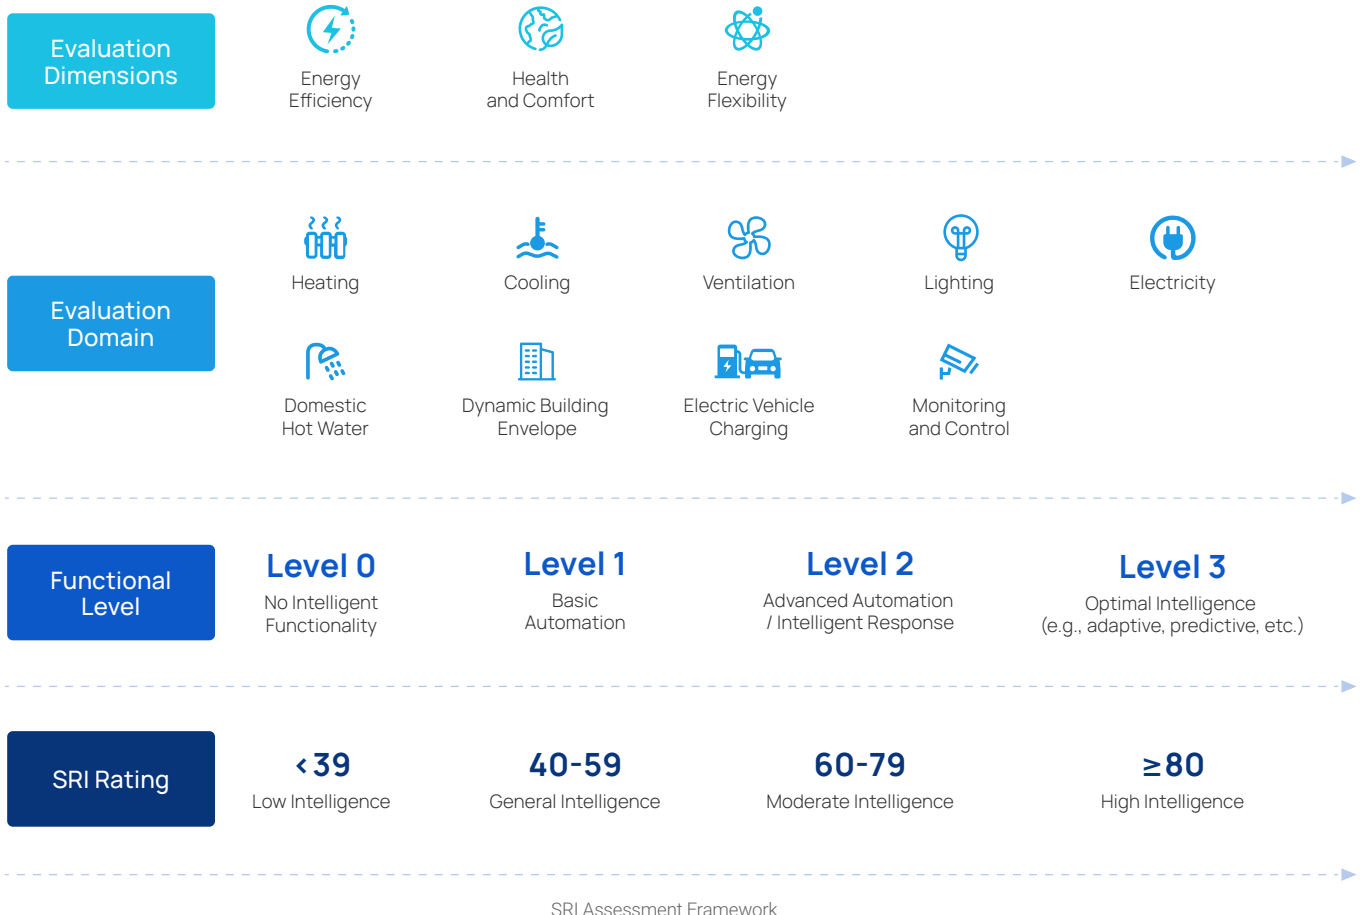 Evaluation
Dimensions
Energy
Efficiency
Health
and Comfort
Energy
Flexibility
Evaluation
Domain
Heating
Cooling
Ventilation
Lighting
Electricity
Domestic
Hot Water
Dynamic Building
Envelope
Electric Vehicle
Charging
Monitoring
and Control
Functional
Level
Level 0
No Intelligent
Functionality
Level 1
Basic
Automation
Level 2
Advanced Automation
/ Intelligent Response
Level 3
Optimal Intelligence
(e.g., adaptive, predictive, etc.)
SRI Rating
<39
Low Intelligence
40-59
General Intelligence
60-79
Moderate Intelligence
≥80
High Intelligence
SRI Assessment Framework